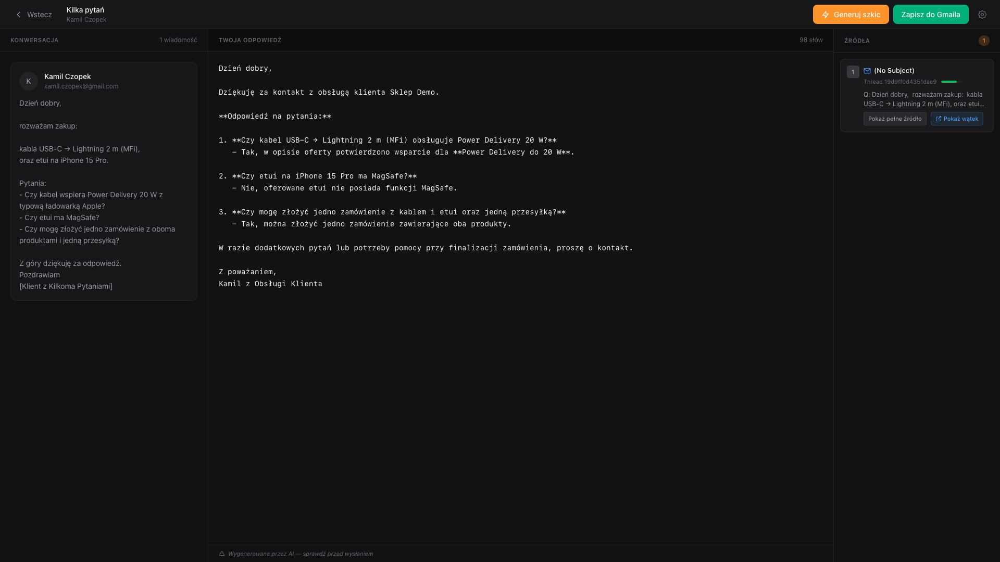 Wstecz
Kilka pytań
Kamil Czopek
Generuj szkic
Zapisz do Gmaila
KONWERSACJA
1 wiadomość
K
Kamil Czopek
kamil.czopek@gmail.com
Dzień dobry,
rozważam zakup:
kabla USB-C → Lightning 2 m (MFi),
oraz etui na iPhone 15 Pro.
Pytania:
- Czy kabel wspiera Power Delivery 20 W z
typową ładowarką Apple?
- Czy etui ma MagSafe?
- Czy mogę złożyć jedno zamówienie z oboma
produktami i jedną przesyłką?
Z góry dziękuję za odpowiedź.
Pozdrawiam
[Klient z Kilkoma Pytaniami]
TWOJA ODPOWIEDŹ
98 słów
Dzień dobry,
Dziękuję za kontakt z obsługą klienta Sklep Demo.
**Odpowiedź na pytania:**
1. **Czy kabel USB–C → Lightning 2 m (MFi) obsługuje Power Delivery 20 W?**
– Tak, w opisie oferty potwierdzono wsparcie dla **Power Delivery do 20 W**.
2. **Czy etui na iPhone 15 Pro ma MagSafe?**
– Nie, oferowane etui nie posiada funkcji MagSafe.
3. **Czy mogę złożyć jedno zamówienie z kablem i etui oraz jedną przesyłką?**
– Tak, można złożyć jedno zamówienie zawierające oba produkty.
W razie dodatkowych pytań lub potrzeby pomocy przy finalizacji zamówienia, proszę o kontakt.
Z poważaniem,
Kamil z Obsługi Klienta
Wygenerowane przez AI — sprawdź przed wysłaniem
ŹRÓDŁA
1
1
(No Subject)
Thread 19d9ff0d4351dae9
Q: Dzień dobry, rozważam zakup: kabla
USB-C → Lightning 2 m (MFi), oraz etui...
Pokaż pełne źródło
Pokaż wątek